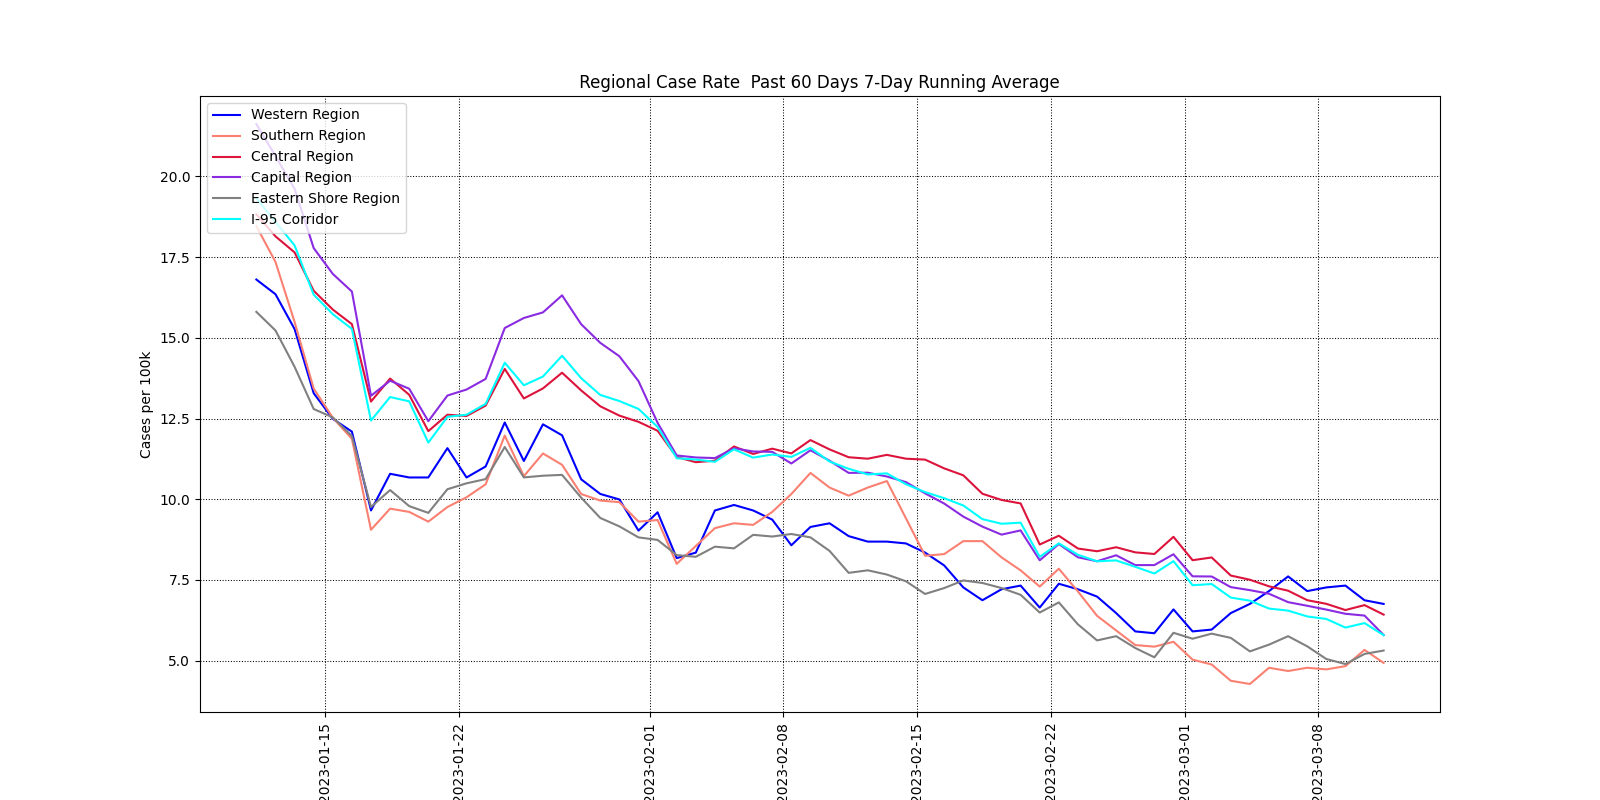 Regional Case Rate  Past 60 Days 7-Day Running Average
Western Region
Southern Region
Central Region
Capital Region
Eastern Shore Region
I-95 Corridor
20.0
17.5
15.0
12.5
10.0
7.5
5.0
Cases per 100k
2023-01-15
2023-01-22
2023-02-01
2023-02-08
2023-02-15
2023-02-22
2023-03-01
2023-03-08